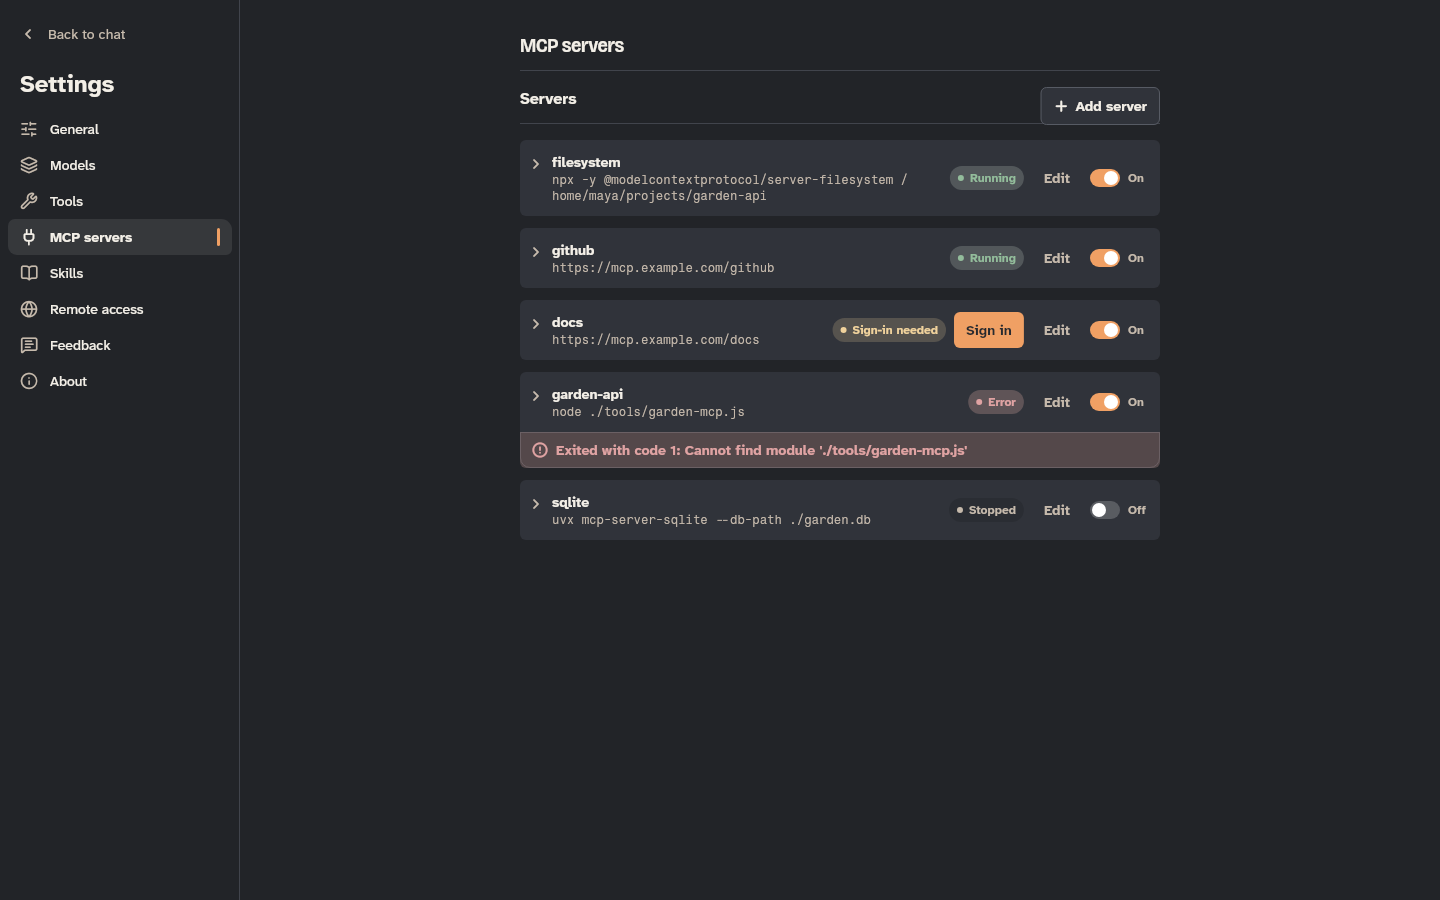 Back to chat
Settings
General
Models
Tools
MCP servers
Skills
Remote access
Feedback
About
MCP servers
Servers
Add server
filesystem
npx -y @modelcontextprotocol/server-filesystem /
home/maya/projects/garden-api
Running
Edit
On
github
https://mcp.example.com/github
Running
Edit
On
docs
https://mcp.example.com/docs
Sign-in needed
Sign in
Edit
On
garden-api
node ./tools/garden-mcp.js
Error
Edit
On
Exited with code 1: Cannot find module './tools/garden-mcp.js'
sqlite
uvx mcp-server-sqlite --db-path ./garden.db
Stopped
Edit
Off